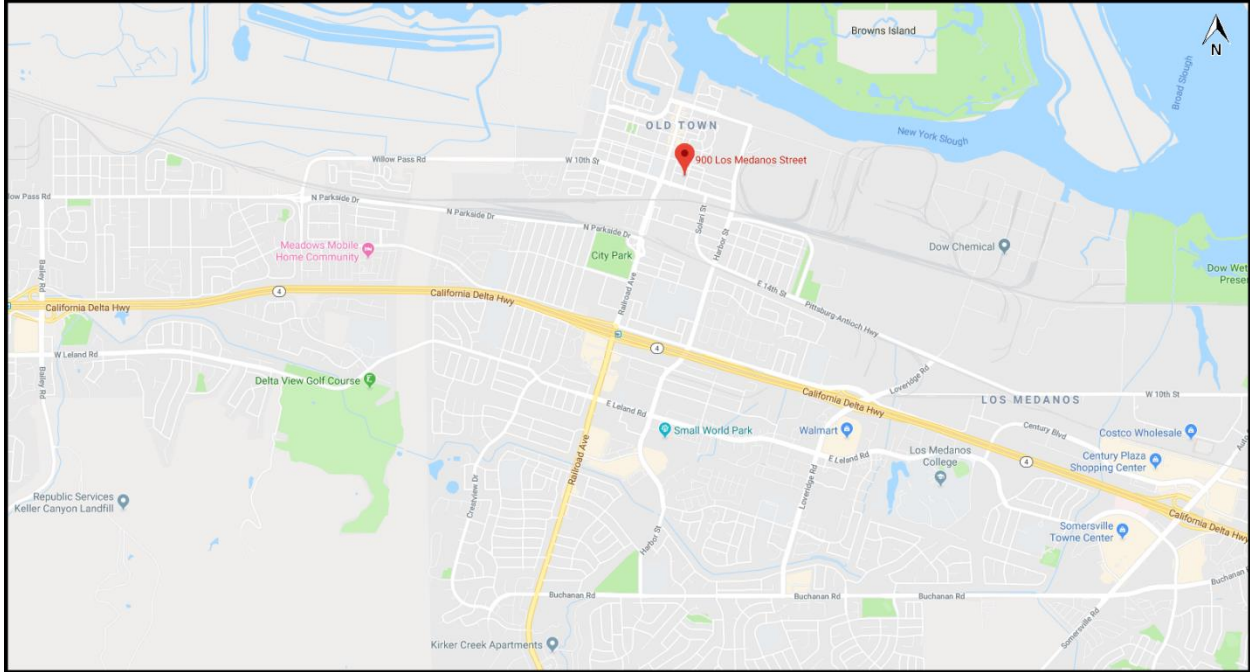 Browns Island
N
Broad Slough
OLD TOWN
New York Slough
Willow Pass Rd
W 10th St
900 Los Medanos Street
low Pass Rd
N Parkside Dr
N Parkside Dr
N Parkside Dr
Solari St
Harbor St
Meadows Mobile
Home Community
City Park
Dow Chemical
Bailey Rd
Railroad Ave
Dow Wet
Preser
E 14th St
4
California Delta Hwy
California Delta Hwy
Pittsburg-Antioch Hwy
4
W Leland Rd
Bailey Rd
Delta View Golf Course
Loveridge Rd
California Delta Hwy
LOS MEDANOS
W 10th St
E Leland Rd
Small World Park
Walmart
Century Blvd
Costco Wholesale
Railroad Ave
E Leland Rd
Los Medanos
College
4
Century Plaza
Shopping Center
Republic Services
Keller Canyon Landfill
Crestview Dr
Loveridge Rd
Harbor St
Somersville
Towne Center
California Delta Hwy
Buchanan Rd
Buchanan Rd
Buchanan Rd
Buchanan Rd
Somersville Rd
Kirker Creek Apartments